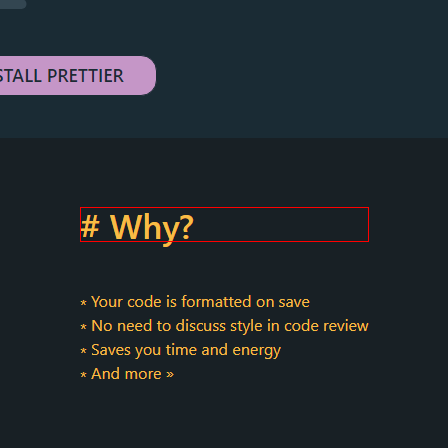 STALL PRETTIER
# Why?
* Your code is formatted on save
* No need to discuss style in code review
* Saves you time and energy
* And more »